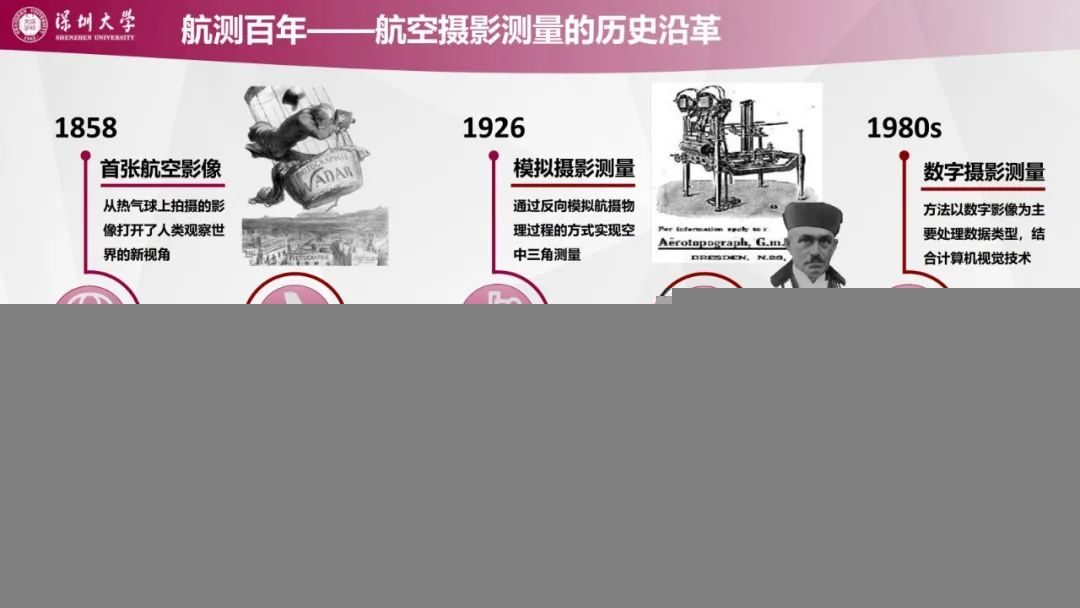 深圳大学
SHENZHEN UNIVERSITY
航测百年——航空摄影测量的历史沿革
1858
首张航空影像
从热气球上拍摄的影
像打开了人类观察世
界的新视角
NADAR
1926
模拟摄影测量
通过反向模拟航摄物
理过程的方式实现空
中三角测量
For information apply to:
Aërotopograph, G.m.
DRESDEN, N.23,
1980s
数字摄影测量
方法以数字影像为主
要处理数据类型，结
合计算机视觉技术